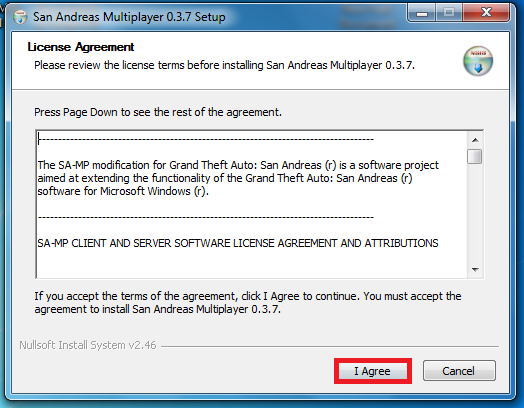 San Andreas Multiplayer 0.3.7 Setup
License Agreement
Please review the license terms before installing San Andreas Multiplayer 0.3.7.
Press Page Down to see the rest of the agreement.
----------------------------------------------------------------------------------
The SA-MP modification for Grand Theft Auto: San Andreas (r) is a software project
aimed at extending the functionality of the Grand Theft Auto: San Andreas (r)
software for Microsoft Windows (r).
----------------------------------------------------------------------------------
SA-MP CLIENT AND SERVER SOFTWARE LICENSE AGREEMENT AND ATTRIBUTIONS
If you accept the terms of the agreement, click I Agree to continue. You must accept the
agreement to install San Andreas Multiplayer 0.3.7.
Nullsoft Install System v2.46
I Agree
Cancel